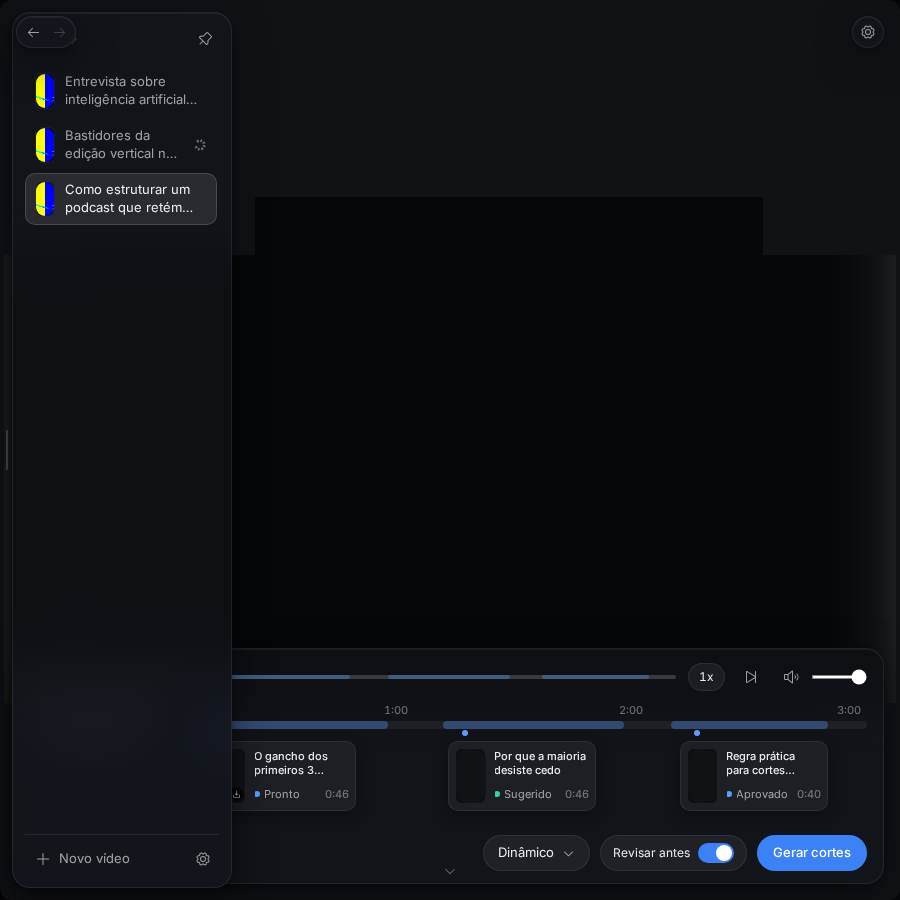 Entrevista sobre
inteligência artificial...
Bastidores da
edição vertical n...
Como estruturar um
podcast que retém...
1x
1:00
2:00
3:00
O gancho dos
primeiros 3...
Pronto
0:46
Por que a maioria
desiste cedo
Sugerido
0:46
Regra prática
para cortes...
Aprovado
0:40
Novo vídeo
Dinâmico
Revisar antes
Gerar cortes